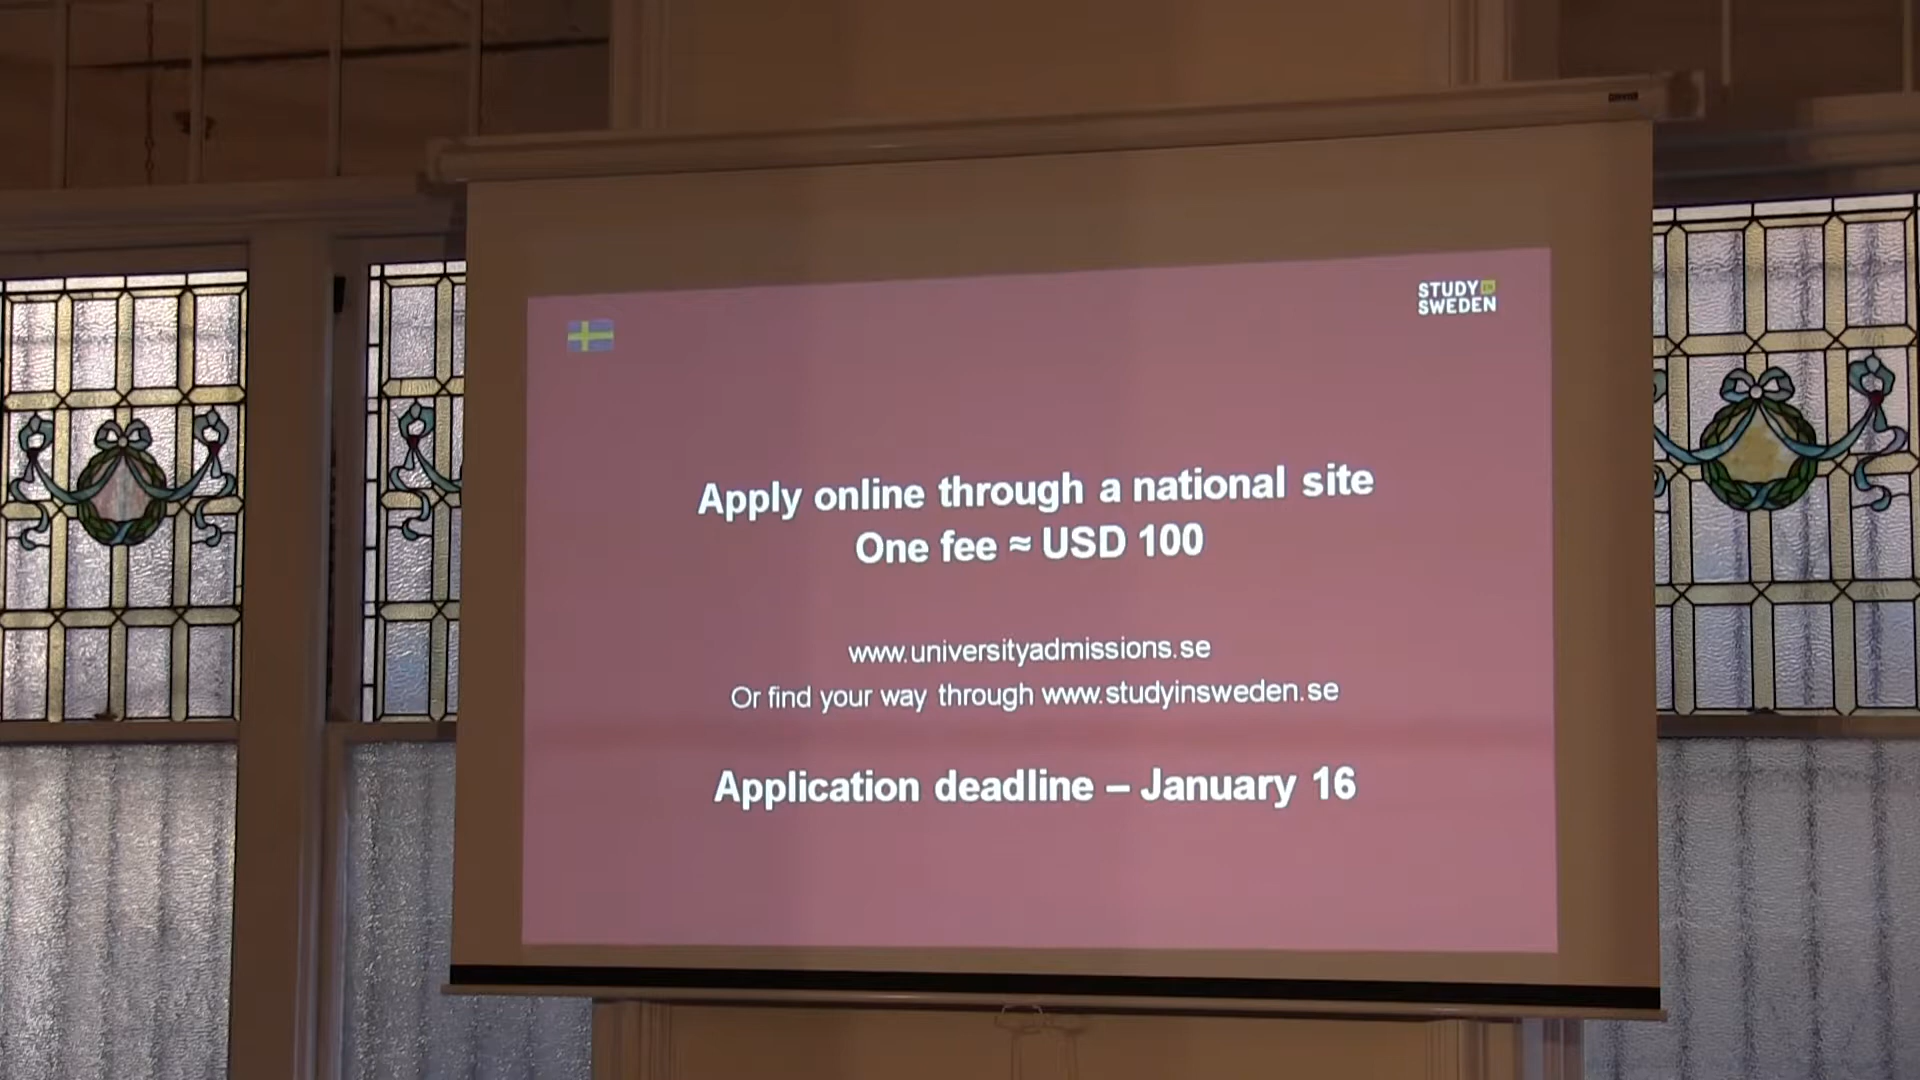 STUDY IN
SWEDEN
Apply online through a national site
One fee ≈ USD 100
www.universityadmissions.se
Or find your way through www.studyinsweden.se
Application deadline – January 16